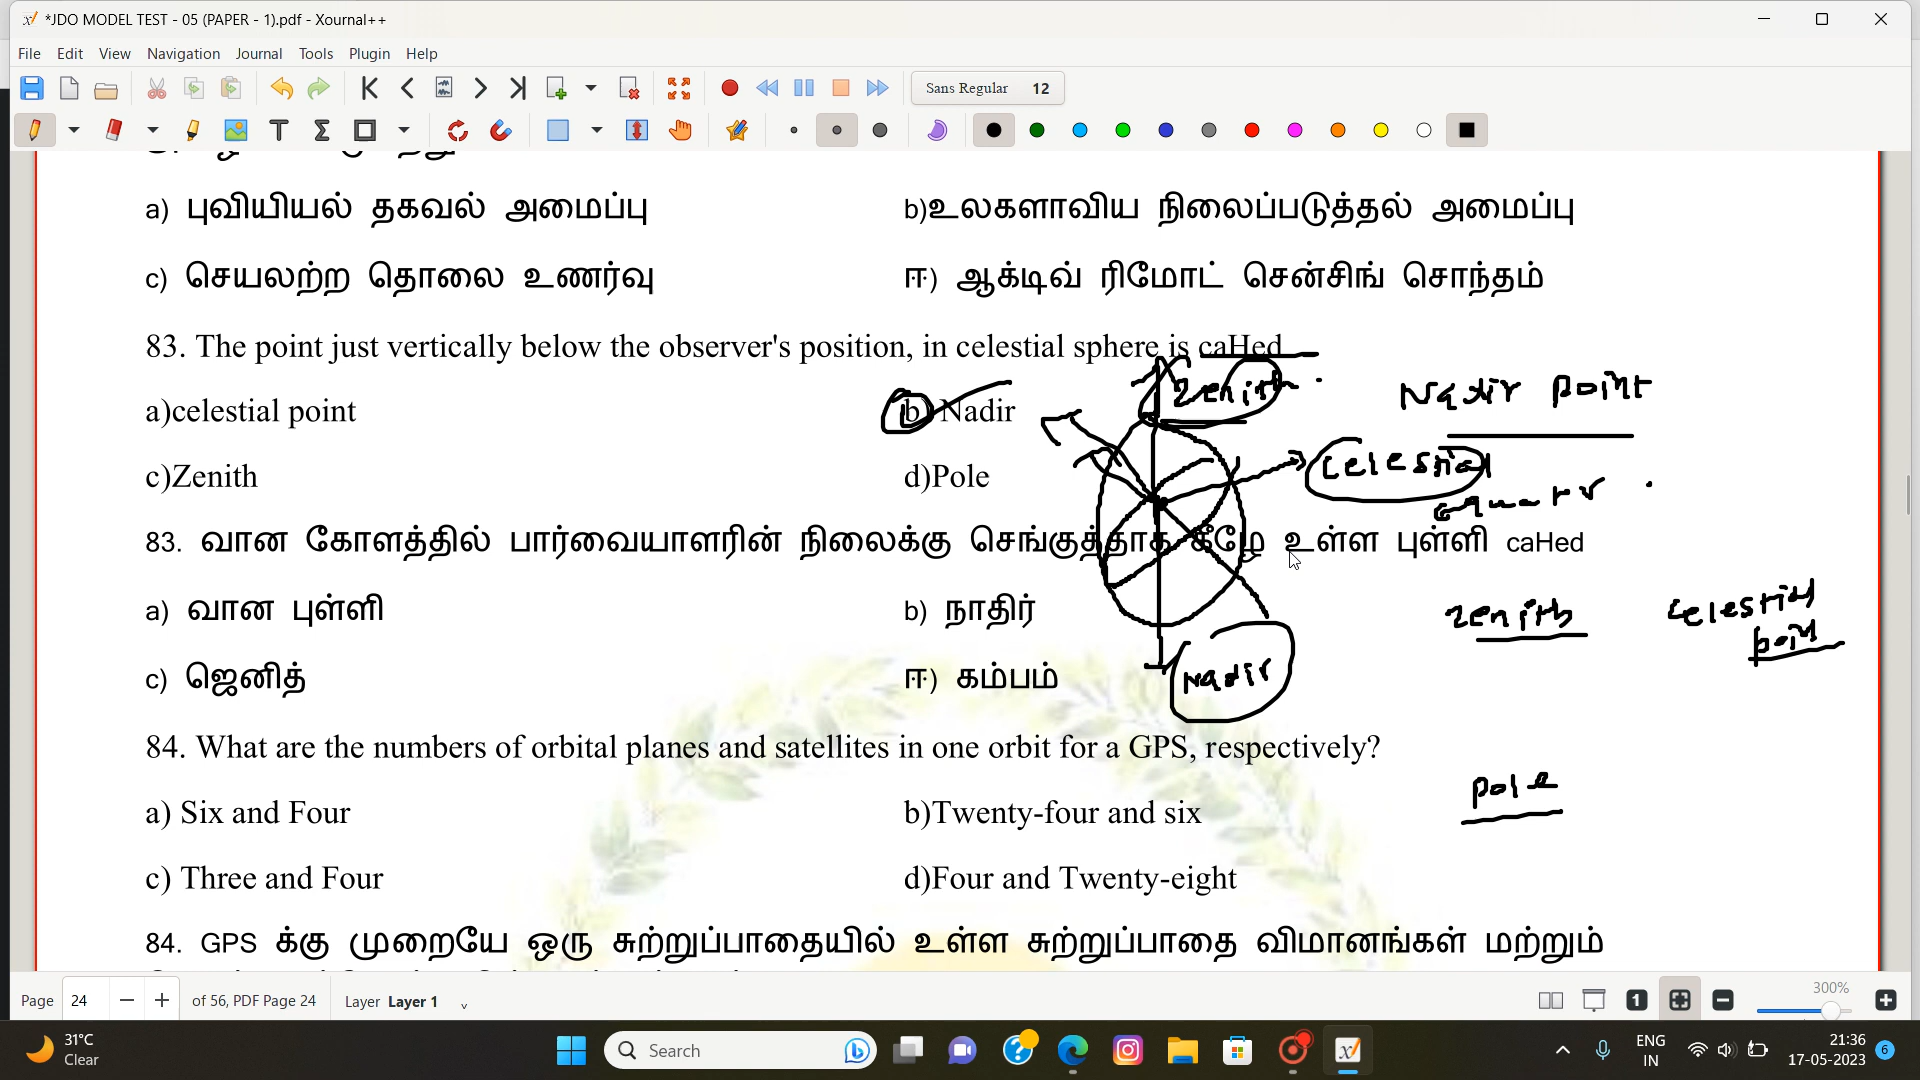 *JDO MODEL TEST - 05 (PAPER - 1).pdf - Xournal++
File Edit View Navigation Journal Tools Plugin Help
Sans Regular 12
a) புவியியல் தகவல் அமைப்பு b)உலகளாவிய நிலைப்படுத்தல் அமைப்பு
c) செயலற்ற தொலை உணர்வு ஈ) ஆக்டிவ் ரிமோட் சென்சிங் சொந்தம்
83. The point just vertically below the observer's position, in celestial sphere is caHed
Zenith
Nadir point
a)celestial point b) Nadir
celestial
c)Zenith d)Pole
83. வான கோளத்தில் பார்வையாளரின் நிலைக்கு செங்குத்தாக கீழே உள்ள புள்ளி caHed
a) வான புள்ளி b) நாதிர்
zenith
celestial
point
c) ஜெனித் ஈ) கம்பம்
Nadir
84. What are the numbers of orbital planes and satellites in one orbit for a GPS, respectively?
pole
a) Six and Four b)Twenty-four and six
c) Three and Four d)Four and Twenty-eight
84. GPS க்கு முறையே ஒரு சுற்றுப்பாதையில் உள்ள சுற்றுப்பாதை விமானங்கள் மற்றும்
Page 24 of 56, PDF Page 24 Layer Layer 1 300%
31°C
Clear
Search
ENG
IN
21:36
17-05-2023
6